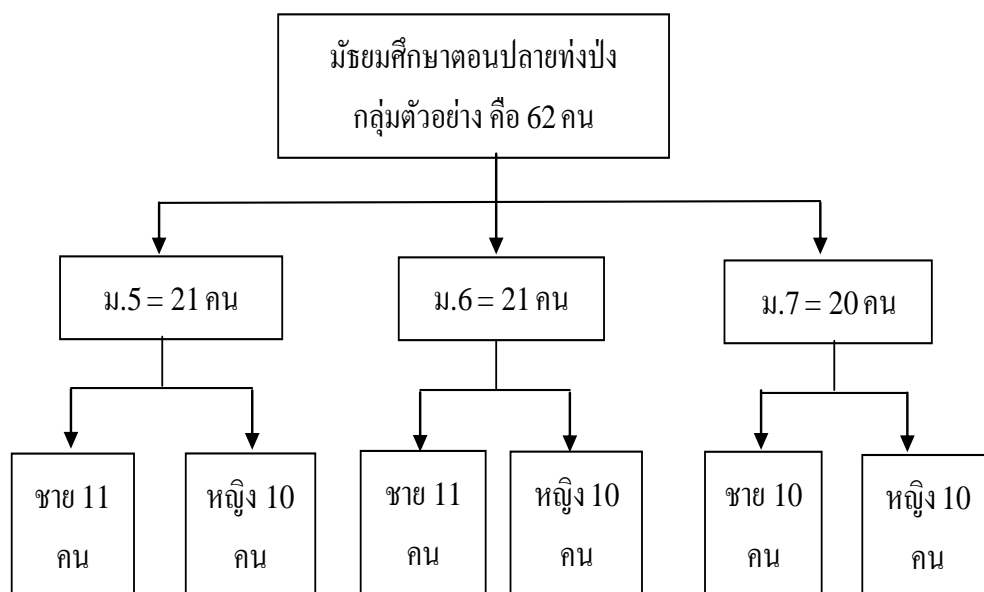 มัธยมศึกษาตอนปลายท่งป่ง
กลุ่มตัวอย่าง คือ 62 คน
ม.5 = 21 คน
ม.6 = 21 คน
ม.7 = 20 คน
ชาย 11
คน
หญิง 10
คน
ชาย 11
คน
หญิง 10
คน
ชาย 10
คน
หญิง 10
คน